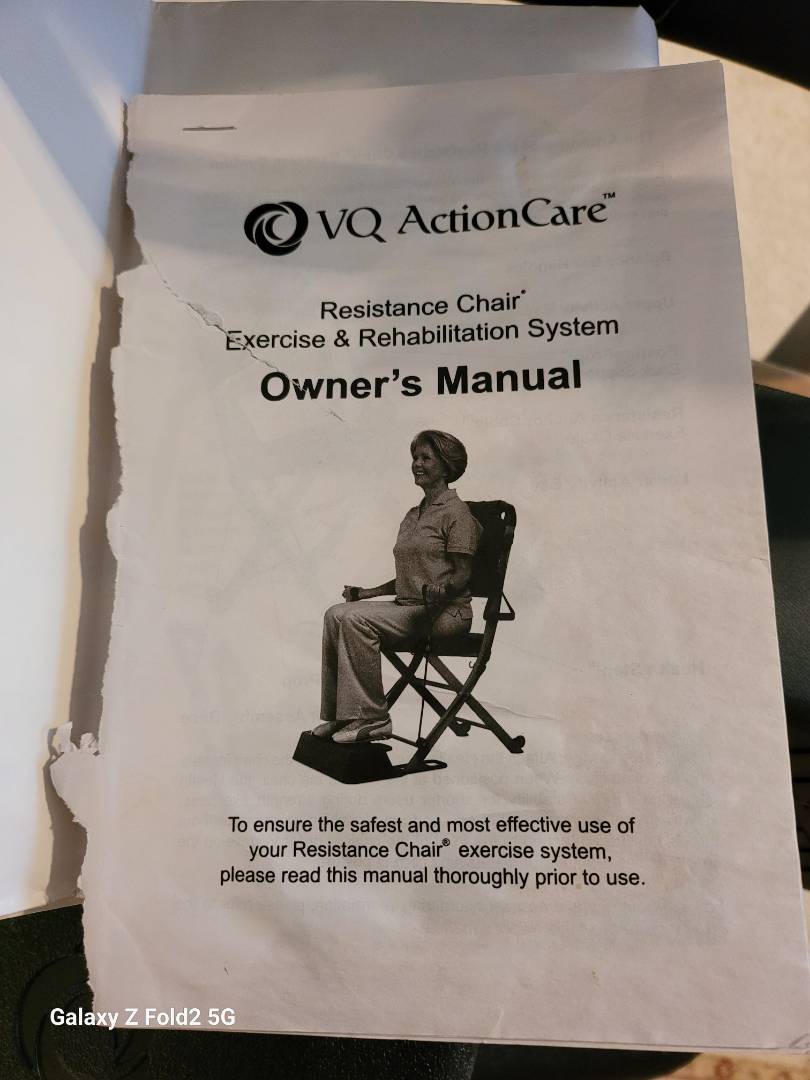 VQ ActionCare™
Resistance Chair®
Exercise & Rehabilitation System
Owner's Manual
To ensure the safest and most effective use of
your Resistance Chair® exercise system,
please read this manual thoroughly prior to use.
Galaxy Z Fold2 5G